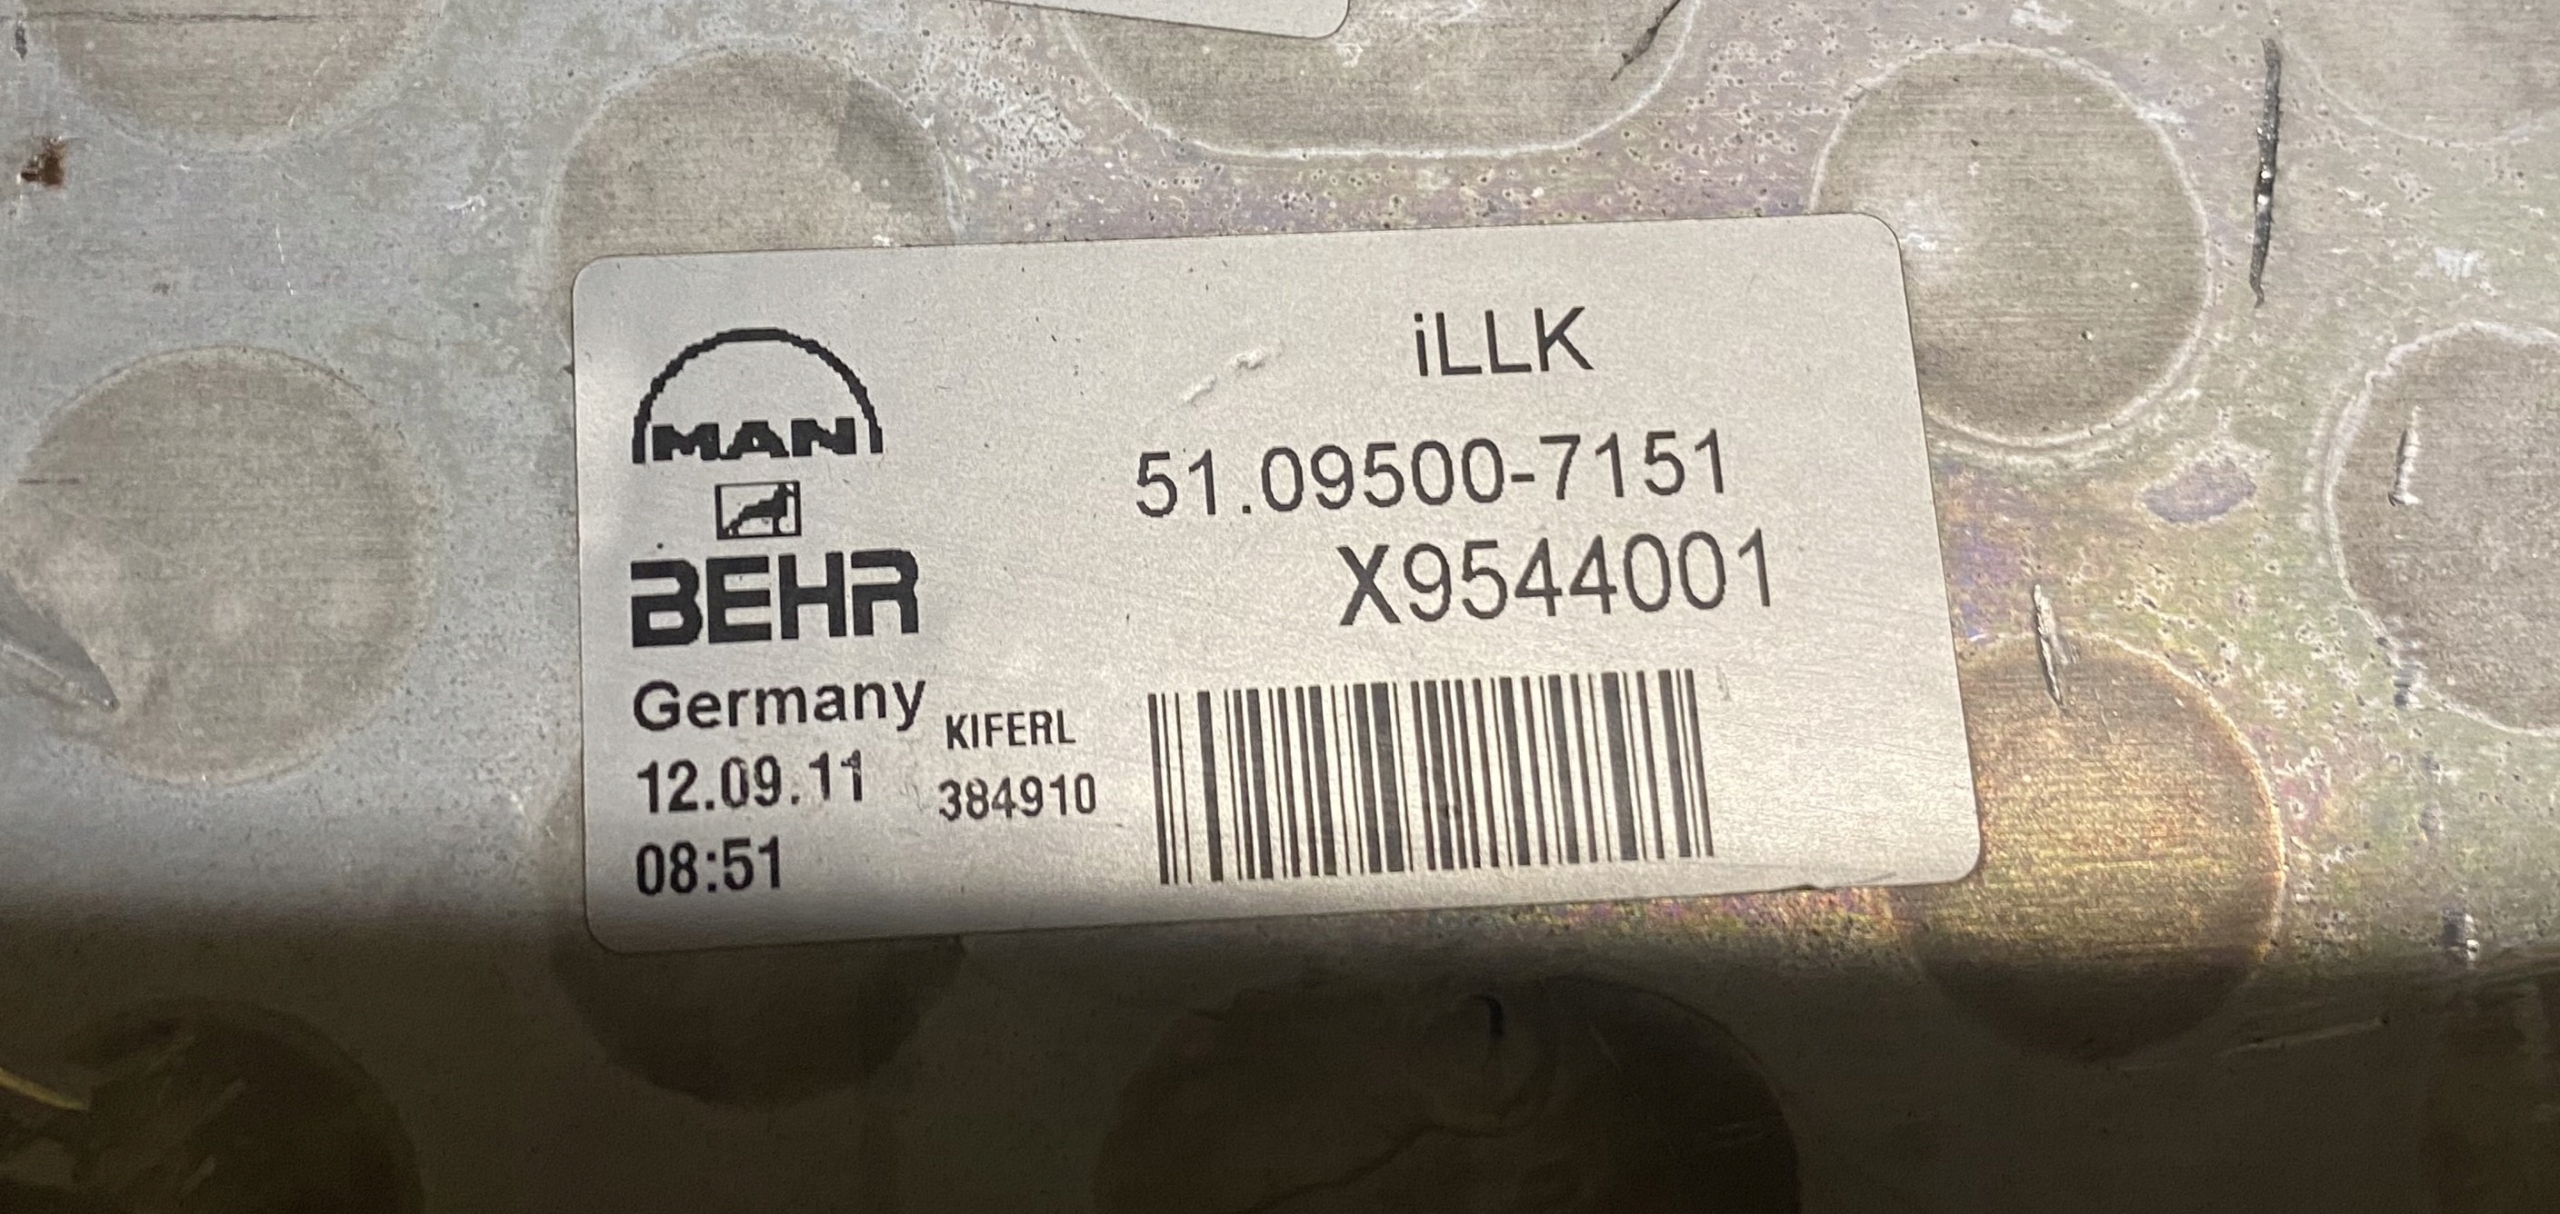 MAN
BEHR
Germany
12.09.11
08:51
KIFERL
384910
iLLK
51.09500-7151
X9544001